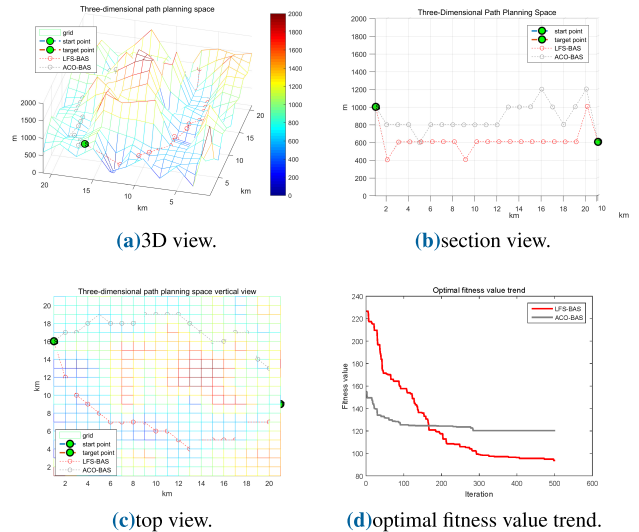 Three-dimensional path planning space
grid
start point
target point
LFS-BAS
ACO-BAS
2000
1500
1000
500
0
m
20
15
10
5
km
5
10
15
20
km
2000
1800
1600
1400
1200
1000
800
600
400
200
0
(a)3D view.
Three-Dimensional Path Planning Space
start point
target point
LFS-BAS
ACO-BAS
2000
1800
1600
1400
1200
1000
800
600
400
200
0
m
2 4 6 8 10 12 14 16 18 20 10
km km
(b)section view.
Three-dimensional path planning space vertical view
20
18
16
14
12
10
8
6
4
2
km
grid
start point
target point
LFS-BAS
ACO-BAS
2 4 6 8 10 12 14 16 18 20
km
(c)top view.
Optimal fitness value trend
LFS-BAS
ACO-BAS
240
220
200
180
160
140
120
100
80
Fitness value
0 100 200 300 400 500 600
Iteration
(d)optimal fitness value trend.